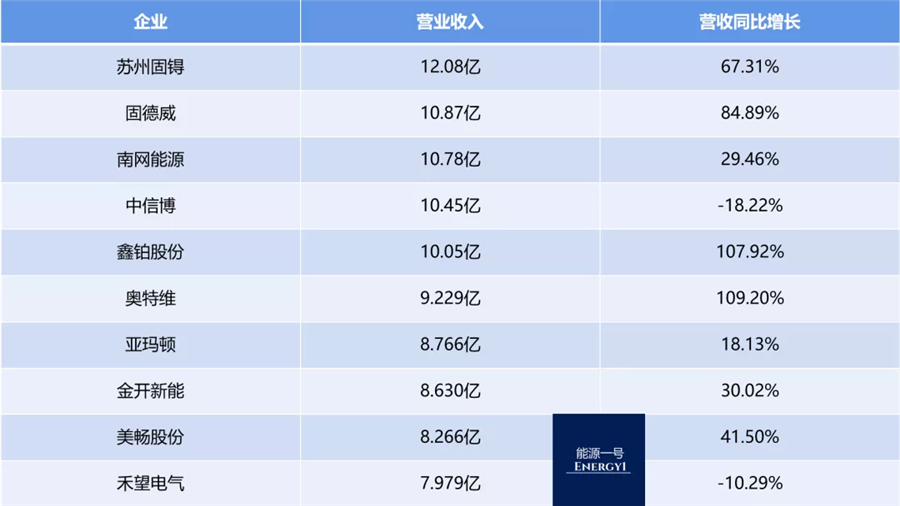 企业 营业收入 营收同比增长
苏州固锝 12.08亿 67.31%
固德威 10.87亿 84.89%
南网能源 10.78亿 29.46%
中信博 10.45亿 -18.22%
鑫铂股份 10.05亿 107.92%
奥特维 9.229亿 109.20%
亚玛顿 8.766亿 18.13%
金开新能 8.630亿 30.02%
美畅股份 8.266亿 41.50%
能源一号
ENERGY1
禾望电气 7.979亿 -10.29%